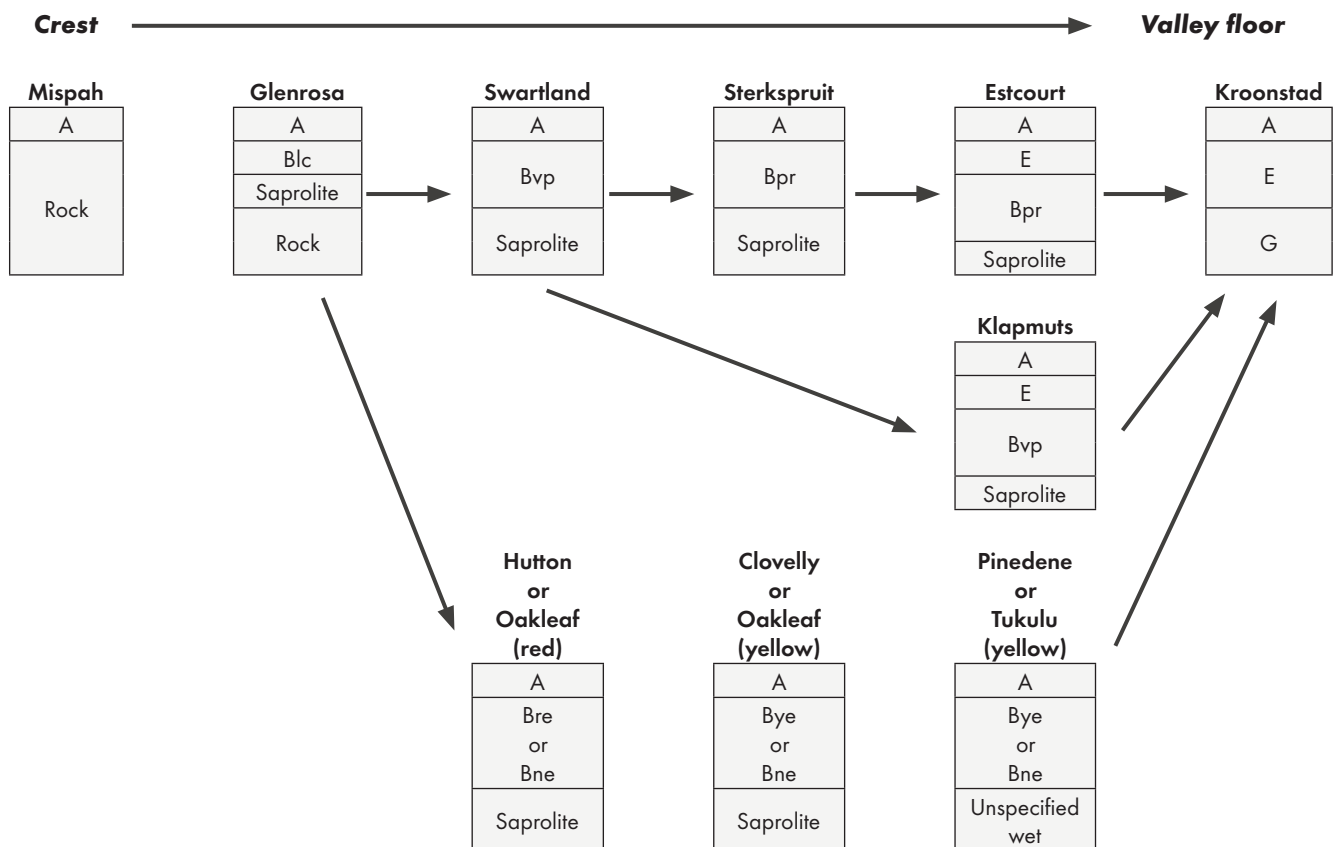 Crest
Valley floor
Mispah
A
Rock
Glenrosa
A
Blc
Saprolite
Rock
Swartland
A
Bvp
Saprolite
Sterkspruit
A
Bpr
Saprolite
Estcourt
A
E
Bpr
Saprolite
Kroonstad
A
E
G
Klapmuts
A
E
Bvp
Saprolite
Hutton
or
Oakleaf
(red)
A
Bre
or
Bne
Saprolite
Clovelly
or
Oakleaf
(yellow)
A
Bye
or
Bne
Saprolite
Pinedene
or
Tukulu
(yellow)
A
Bye
or
Bne
Unspecified
wet